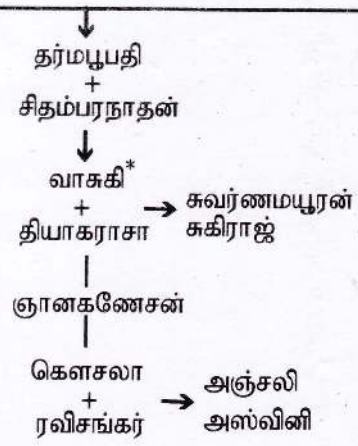 தர்மபூபதி
+
சிதம்பரநாதன்
வாசுகி*
+
தியாகராசா
சுவர்ணமயூரன்
சுகிராஜ்
ஞானகணேசன்
கௌசலா
+
ரவிசங்கர்
அஞ்சலி
அஸ்வினி